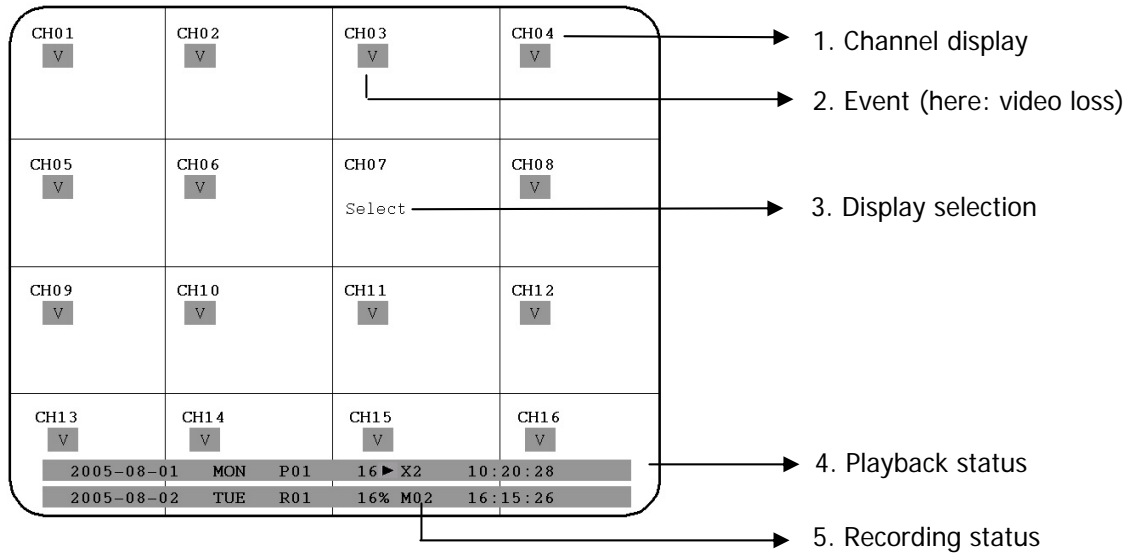 CH01 CH02 CH03 CH04 1. Channel display
V V V V
2. Event (here: video loss)
CH05 CH06 CH07 CH08
V V V
Select 3. Display selection
CH09 CH10 CH11 CH12
V V V V
CH13 CH14 CH15 CH16
V V V V
2005-08-01 MON P01 16► X2 10:20:28 4. Playback status
2005-08-02 TUE R01 16% M02 16:15:26
5. Recording status